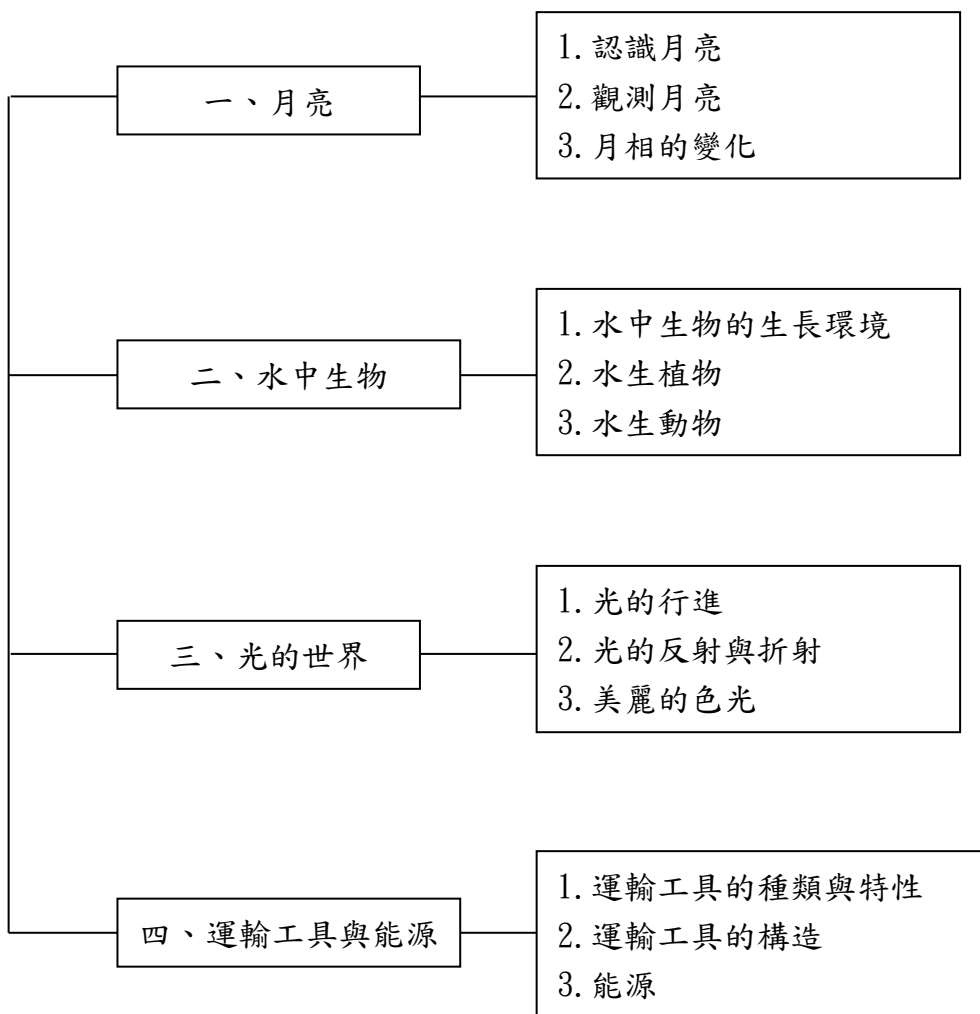 一、月亮
1. 認識月亮
2. 觀測月亮
3. 月相的變化
二、水中生物
1. 水中生物的生長環境
2. 水生植物
3. 水生動物
三、光的世界
1. 光的行進
2. 光的反射與折射
3. 美麗的色光
四、運輸工具與能源
1. 運輸工具的種類與特性
2. 運輸工具的構造
3. 能源